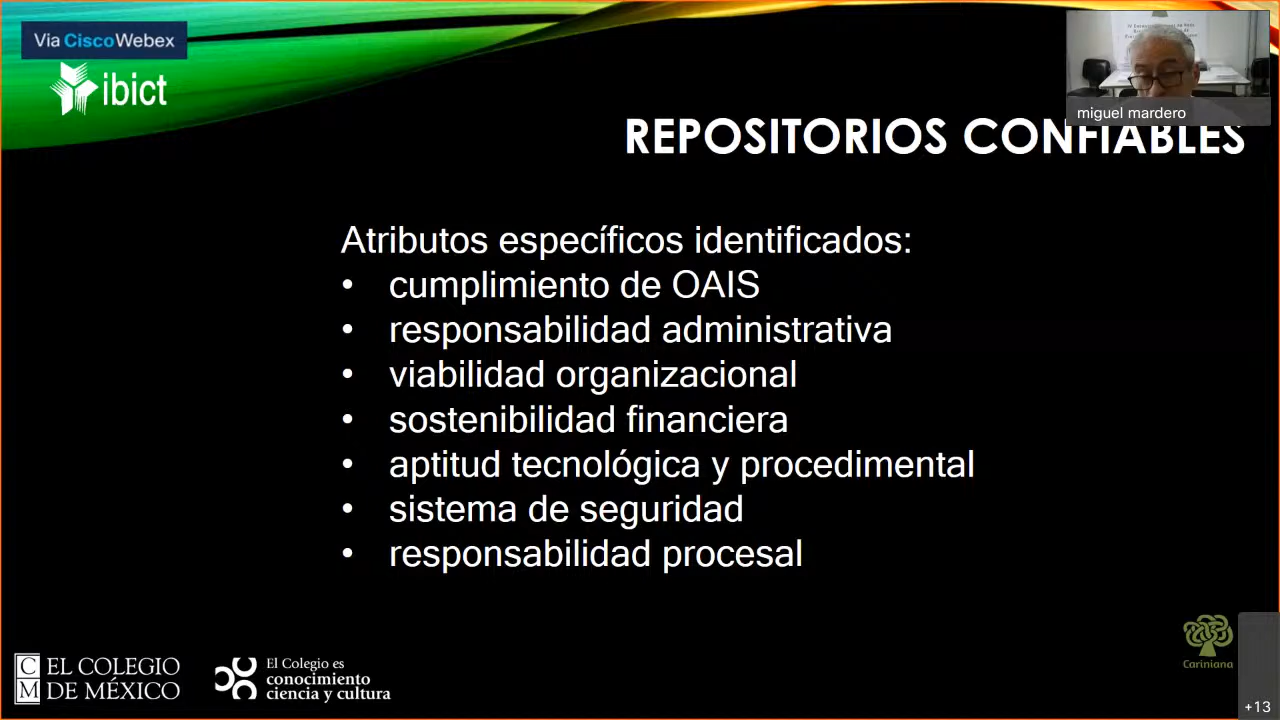 Via CiscoWebex
ibict
miguel mardero
REPOSITORIOS CONFIABLES
Atributos específicos identificados:
• cumplimiento de OAIS
• responsabilidad administrativa
• viabilidad organizacional
• sostenibilidad financiera
• aptitud tecnológica y procedimental
• sistema de seguridad
• responsabilidad procesal
C M EL COLEGIO
DE MÉXICO
El Colegio es
conocimiento
ciencia y cultura
Cariniana
+13